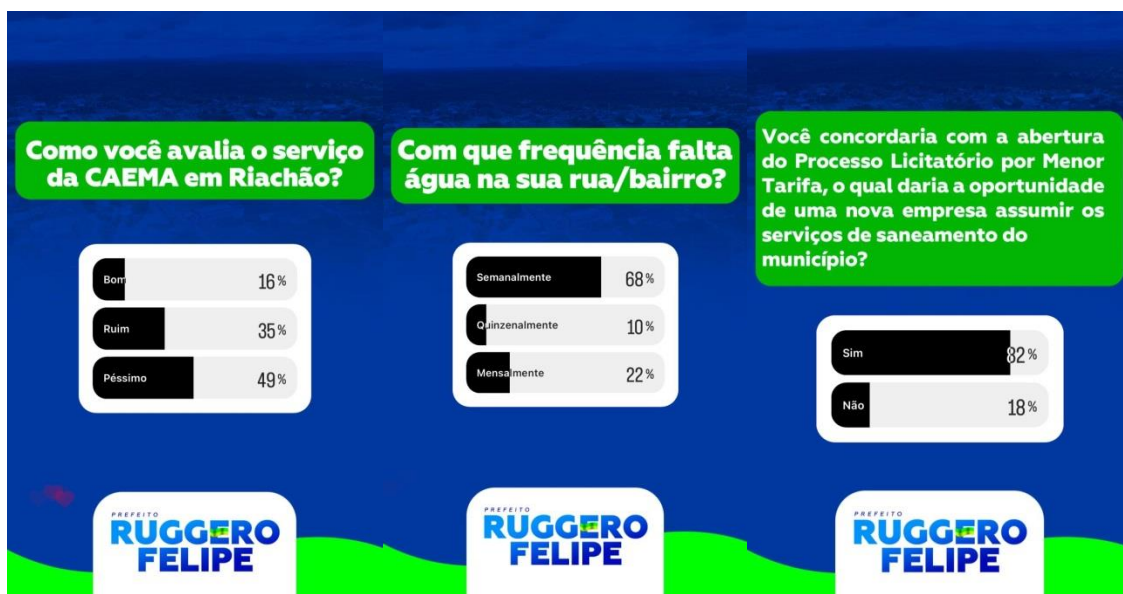 Como você avalia o serviço
da CAEMA em Riachão?
Bom 16%
Ruim 35%
Péssimo 49%
PREFEITO
RUGGERO
FELIPE
Com que frequência falta
água na sua rua/bairro?
Semanalmente 68%
Quinzenalmente 10%
Mensalmente 22%
PREFEITO
RUGGERO
FELIPE
Você concordaria com a abertura
do Processo Licitatório por Menor
Tarifa, o qual daria a oportunidade
de uma nova empresa assumir os
serviços de saneamento do
município?
Sim 82%
Não 18%
PREFEITO
RUGGERO
FELIPE